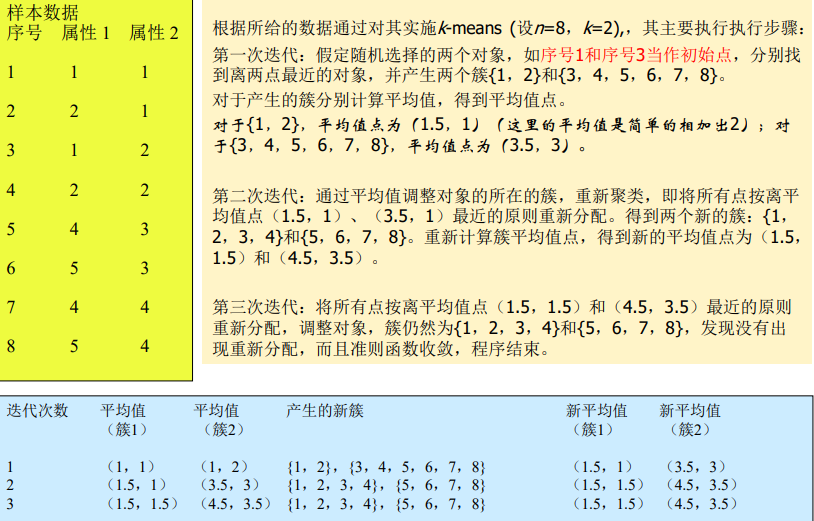 样本数据
序号 属性 1 属性 2
1 1 1
2 2 1
3 1 2
4 2 2
5 4 3
6 5 3
7 4 4
8 5 4
根据所给的数据通过对其实施k-means (设n=8，k=2),，其主要执行执行步骤：
第一次迭代：假定随机选择的两个对象，如序号1和序号3当作初始点，分别找
到离两点最近的对象，并产生两个簇{1，2}和{3，4，5，6，7，8}。
对于产生的簇分别计算平均值，得到平均值点。
对于{1，2}，平均值点为（1.5，1）（这里的平均值是简单的相加出2）；对
于{3，4，5，6，7，8}，平均值点为（3.5，3）。
第二次迭代：通过平均值调整对象的所在的簇，重新聚类，即将所有点按离平
均值点（1.5，1）、（3.5，1）最近的原则重新分配。得到两个新的簇：{1，
2，3，4}和{5，6，7，8}。重新计算簇平均值点，得到新的平均值点为（1.5，
1.5）和（4.5，3.5）。
第三次迭代：将所有点按离平均值点（1.5，1.5）和（4.5，3.5）最近的原则
重新分配，调整对象，簇仍然为{1，2，3，4}和{5，6，7，8}，发现没有出
现重新分配，而且准则函数收敛，程序结束。
迭代次数 平均值 平均值 产生的新簇 新平均值 新平均值
（簇1） （簇2） （簇1） （簇2）
1 （1，1） （1，2） {1，2}，{3，4，5，6，7，8} （1.5，1） （3.5，3）
2 （1.5，1） （3.5，3） {1，2，3，4}，{5，6，7，8} （1.5，1.5） （4.5，3.5）
3 （1.5，1.5） （4.5，3.5） {1，2，3，4}，{5，6，7，8} （1.5，1.5） （4.5，3.5）